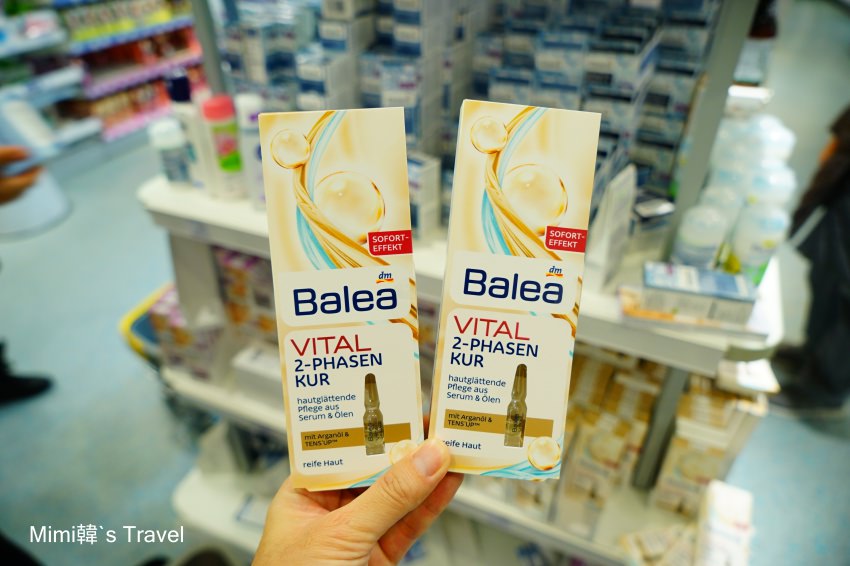 SOFORT-
EFFEKT
dm
Balea
VITAL
2-PHASEN
KUR
hautglättende
Pflege aus
Serum & Ölen
mit Arganöl &
TENS'UP™
reife Haut
SOFORT-
EFFEKT
dm
Balea
VITAL
2-PHASEN
KUR
hautglättende
Pflege aus
Serum & Ölen
mit Arganöl &
TENS'UP™
reife Haut
Mimi韓`s Travel